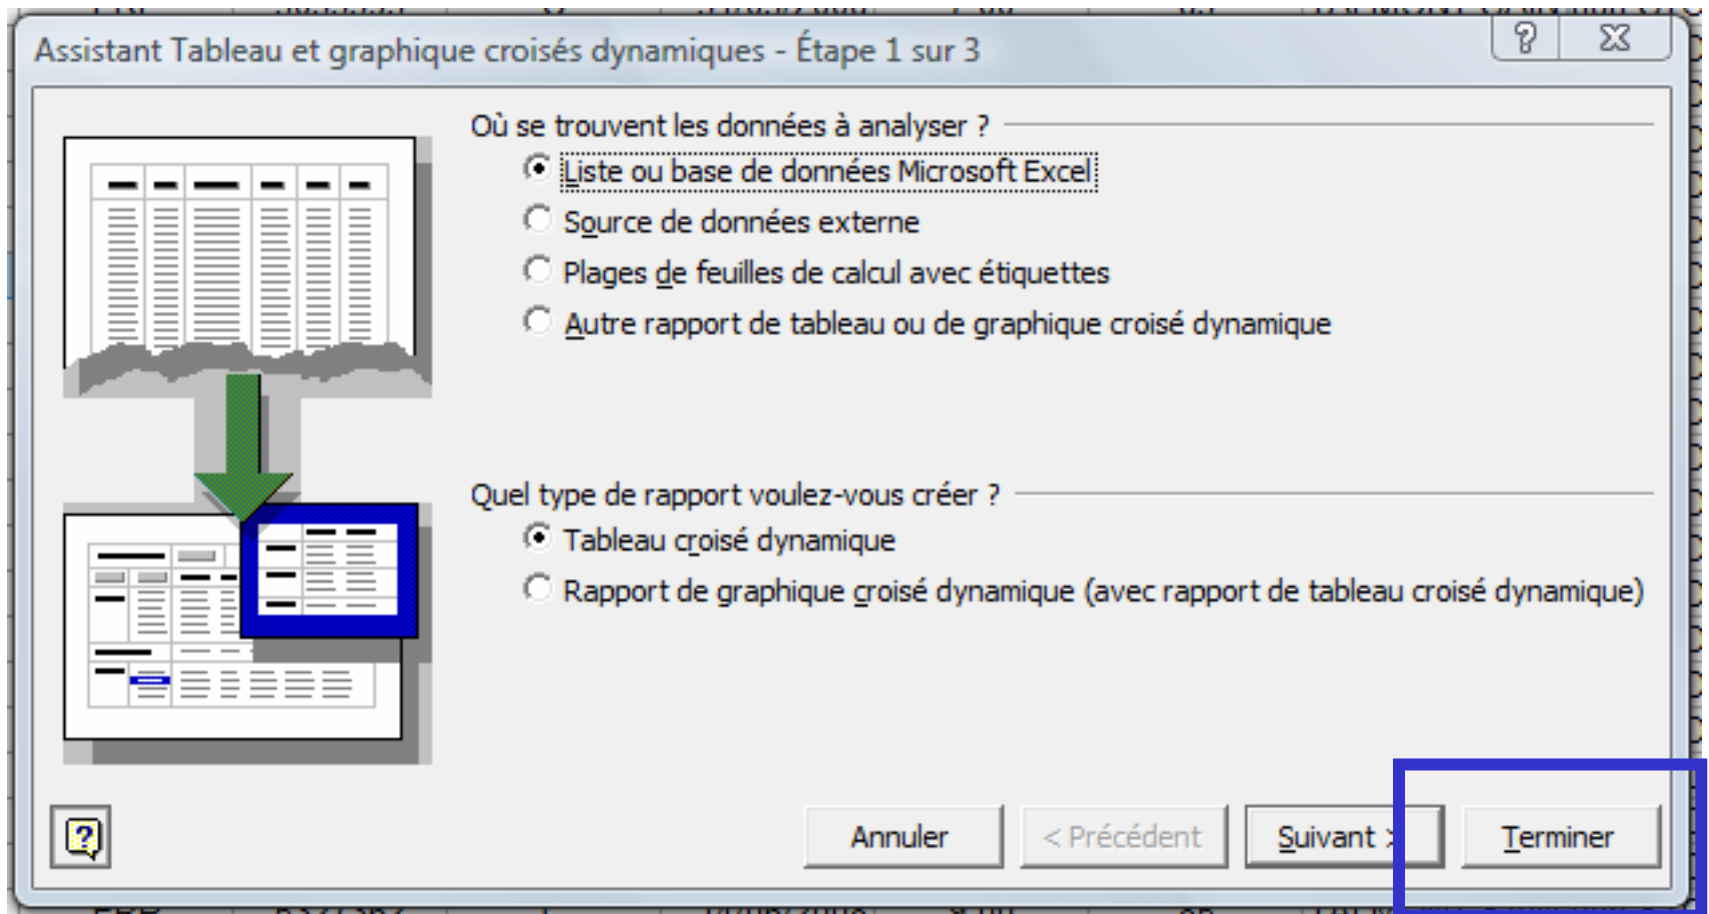 Assistant Tableau et graphique croisés dynamiques - Étape 1 sur 3
Où se trouvent les données à analyser ?
Liste ou base de données Microsoft Excel
Source de données externe
Plages de feuilles de calcul avec étiquettes
Autre rapport de tableau ou de graphique croisé dynamique
Quel type de rapport voulez-vous créer ?
Tableau croisé dynamique
Rapport de graphique croisé dynamique (avec rapport de tableau croisé dynamique)
? Annuler < Précédent Suivant > Terminer